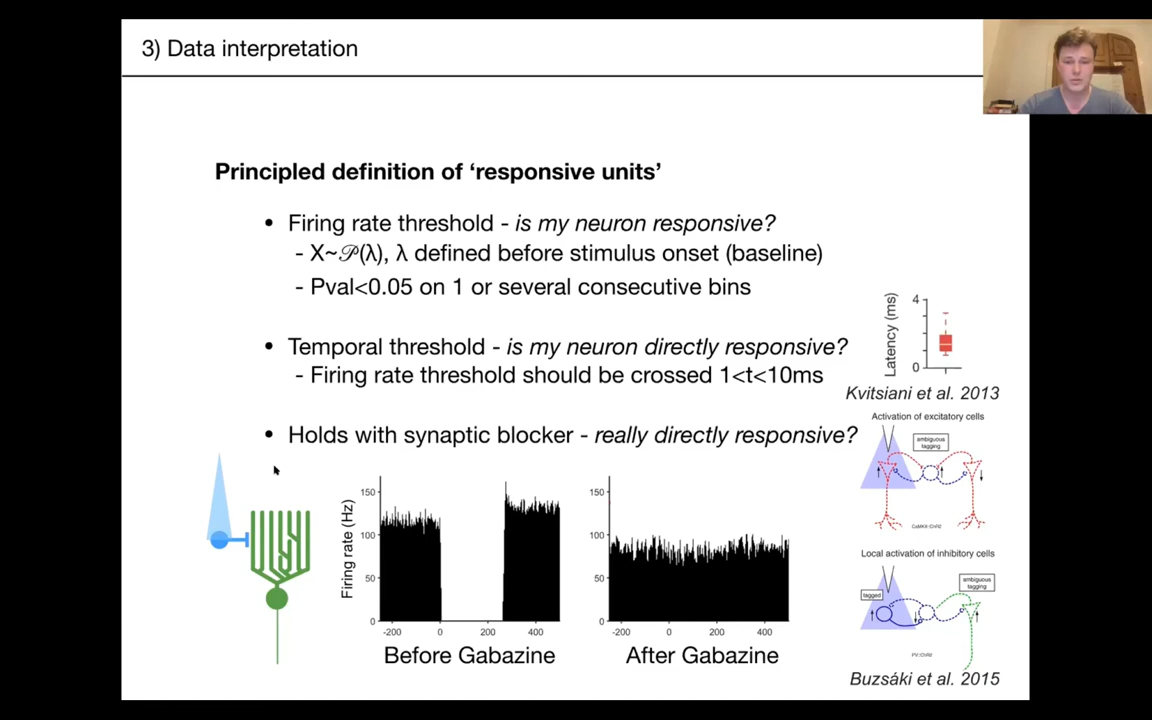 3) Data interpretation
Principled definition of ‘responsive units’
• Firing rate threshold - is my neuron responsive?
- X~𝒫(λ), λ defined before stimulus onset (baseline)
- Pval<0.05 on 1 or several consecutive bins
• Temporal threshold - is my neuron directly responsive?
- Firing rate threshold should be crossed 1<t<10ms
• Holds with synaptic blocker - really directly responsive?
Latency (ms)
4
0
Kvitsiani et al. 2013
Activation of excitatory cells
ambiguous
tagging
CaMKII::ChR2
Local activation of inhibitory cells
tagged
ambiguous
tagging
PV::ChR2
Buzsáki et al. 2015
Firing rate (Hz)
150
100
50
0
-200 0 200 400
Before Gabazine
150
100
50
0
-200 0 200 400
After Gabazine